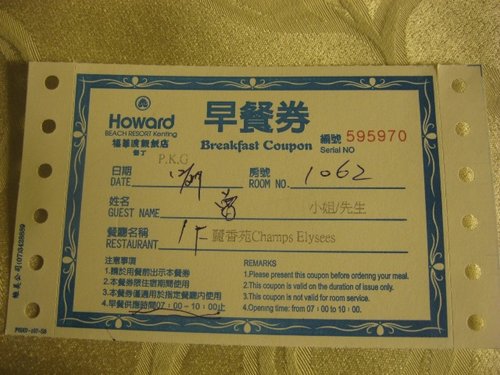 Howard
BEACH RESORT Kenting
福華渡假飯店
墾丁
早餐券
Breakfast Coupon
編號 595970
Serial NO
P.K.G
日期
DATE
房號
ROOM NO. 1062
姓名
GUEST NAME 曾 小姐/先生
餐廳名稱
RESTAURANT 1F 麗香苑Champs Elysees
注意事項
1.請於用餐前出示本餐券
2.本餐券限住宿期間使用
3.本餐券僅適用於指定餐廳內使用
4.早餐供應時間07:00-10:00止
REMARKS
1.Please present this coupon before ordering your meal.
2.This coupon is valid on the duration of issue only.
3.This coupon is not valid for room service.
4.Opening time: from 07:00 to 10:00.